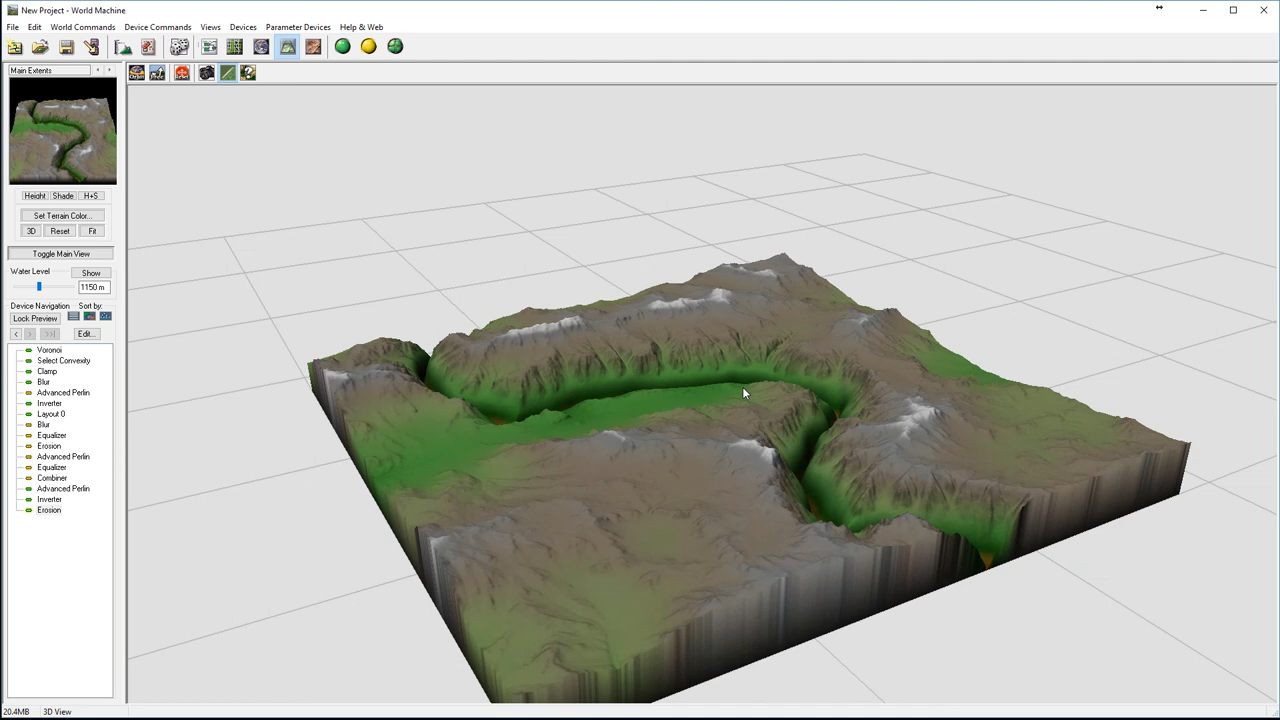 New Project - World Machine
File Edit World Commands Device Commands Views Devices Parameter Devices Help & Web
Main Extents
Height Shade H+S
Set Terrain Color...
3D Reset Fit
Toggle Main View
Water Level Show
1150 m
Device Navigation Sort by:
Lock Preview
< > >>| Edit...
Voronoi
Select Convexity
Clamp
Blur
Advanced Perlin
Inverter
Layout 0
Blur
Equalizer
Erosion
Advanced Perlin
Equalizer
Combiner
Advanced Perlin
Inverter
Erosion
20.4MB 3D View